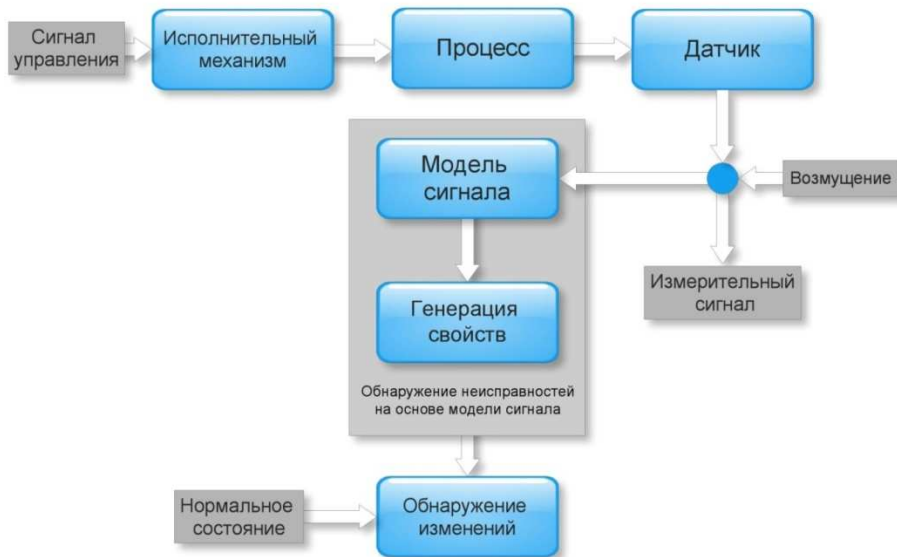 Сигнал
управления
Исполнительный
механизм
Процесс
Датчик
Модель
сигнала
Возмущение
Измерительный
сигнал
Генерация
свойств
Обнаружение неисправностей
на основе модели сигнала
Нормальное
состояние
Обнаружение
изменений